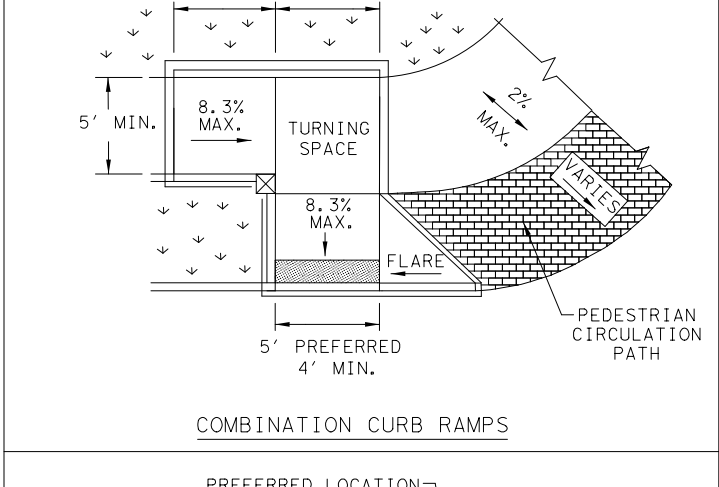 8.3%
MAX.
5' MIN.
TURNING
SPACE
2%
MAX.
VARIES
8.3%
MAX.
FLARE
PEDESTRIAN
CIRCULATION
PATH
5' PREFERRED
4' MIN.
COMBINATION CURB RAMPS
PREFERRED LOCATION